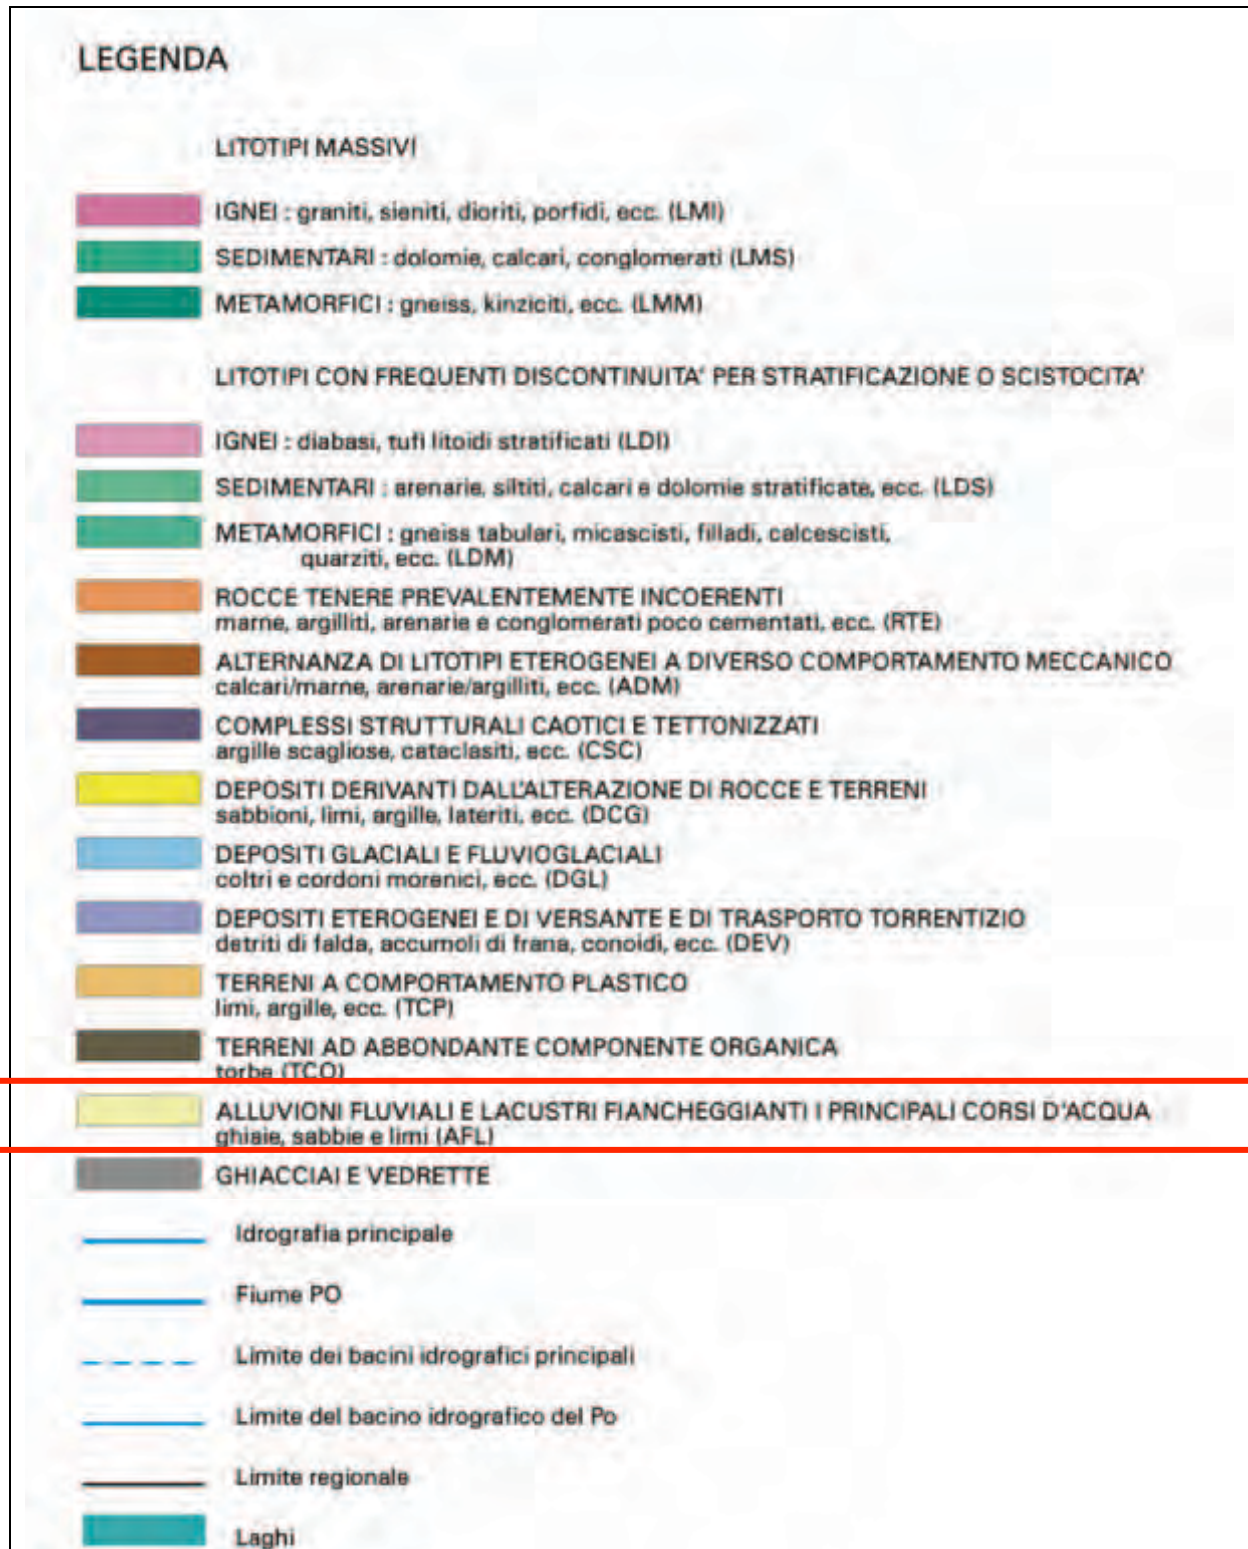 LEGENDA
LITOTIPI MASSIVI
IGNEI : graniti, sieniti, dioriti, porfidi, ecc. (LMI)
SEDIMENTARI : dolomie, calcari, conglomerati (LMS)
METAMORFICI : gneiss, kinziciti, ecc. (LMM)
LITOTIPI CON FREQUENTI DISCONTINUITA' PER STRATIFICAZIONE O SCISTOCITA'
IGNEI : diabasi, tufi litoidi stratificati (LDI)
SEDIMENTARI : arenarie, siltiti, calcari e dolomie stratificate, ecc. (LDS)
METAMORFICI : gneiss tabulari, micascisti, filladi, calcescisti,
quarziti, ecc. (LDM)
ROCCE TENERE PREVALENTEMENTE INCOERENTI
marne, argilliti, arenarie e conglomerati poco cementati, ecc. (RTE)
ALTERNANZA DI LITOTIPI ETEROGENEI A DIVERSO COMPORTAMENTO MECCANICO
calcari/marne, arenarie/argilliti, ecc. (ADM)
COMPLESSI STRUTTURALI CAOTICI E TETTONIZZATI
argille scagliose, cataclasiti, ecc. (CSC)
DEPOSITI DERIVANTI DALL'ALTERAZIONE DI ROCCE E TERRENI
sabbioni, limi, argille, lateriti, ecc. (DCG)
DEPOSITI GLACIALI E FLUVIOGLACIALI
coltri e cordoni morenici, ecc. (DGL)
DEPOSITI ETEROGENEI E DI VERSANTE E DI TRASPORTO TORRENTIZIO
detriti di falda, accumoli di frana, conoidi, ecc. (DEV)
TERRENI A COMPORTAMENTO PLASTICO
limi, argille, ecc. (TCP)
TERRENI AD ABBONDANTE COMPONENTE ORGANICA
torbe (TCO)
ALLUVIONI FLUVIALI E LACUSTRI FIANCHEGGIANTI I PRINCIPALI CORSI D'ACQUA
ghiaie, sabbie e limi (AFL)
GHIACCIAI E VEDRETTE
Idrografia principale
Fiume PO
Limite dei bacini idrografici principali
Limite del bacino idrografico del Po
Limite regionale
Laghi